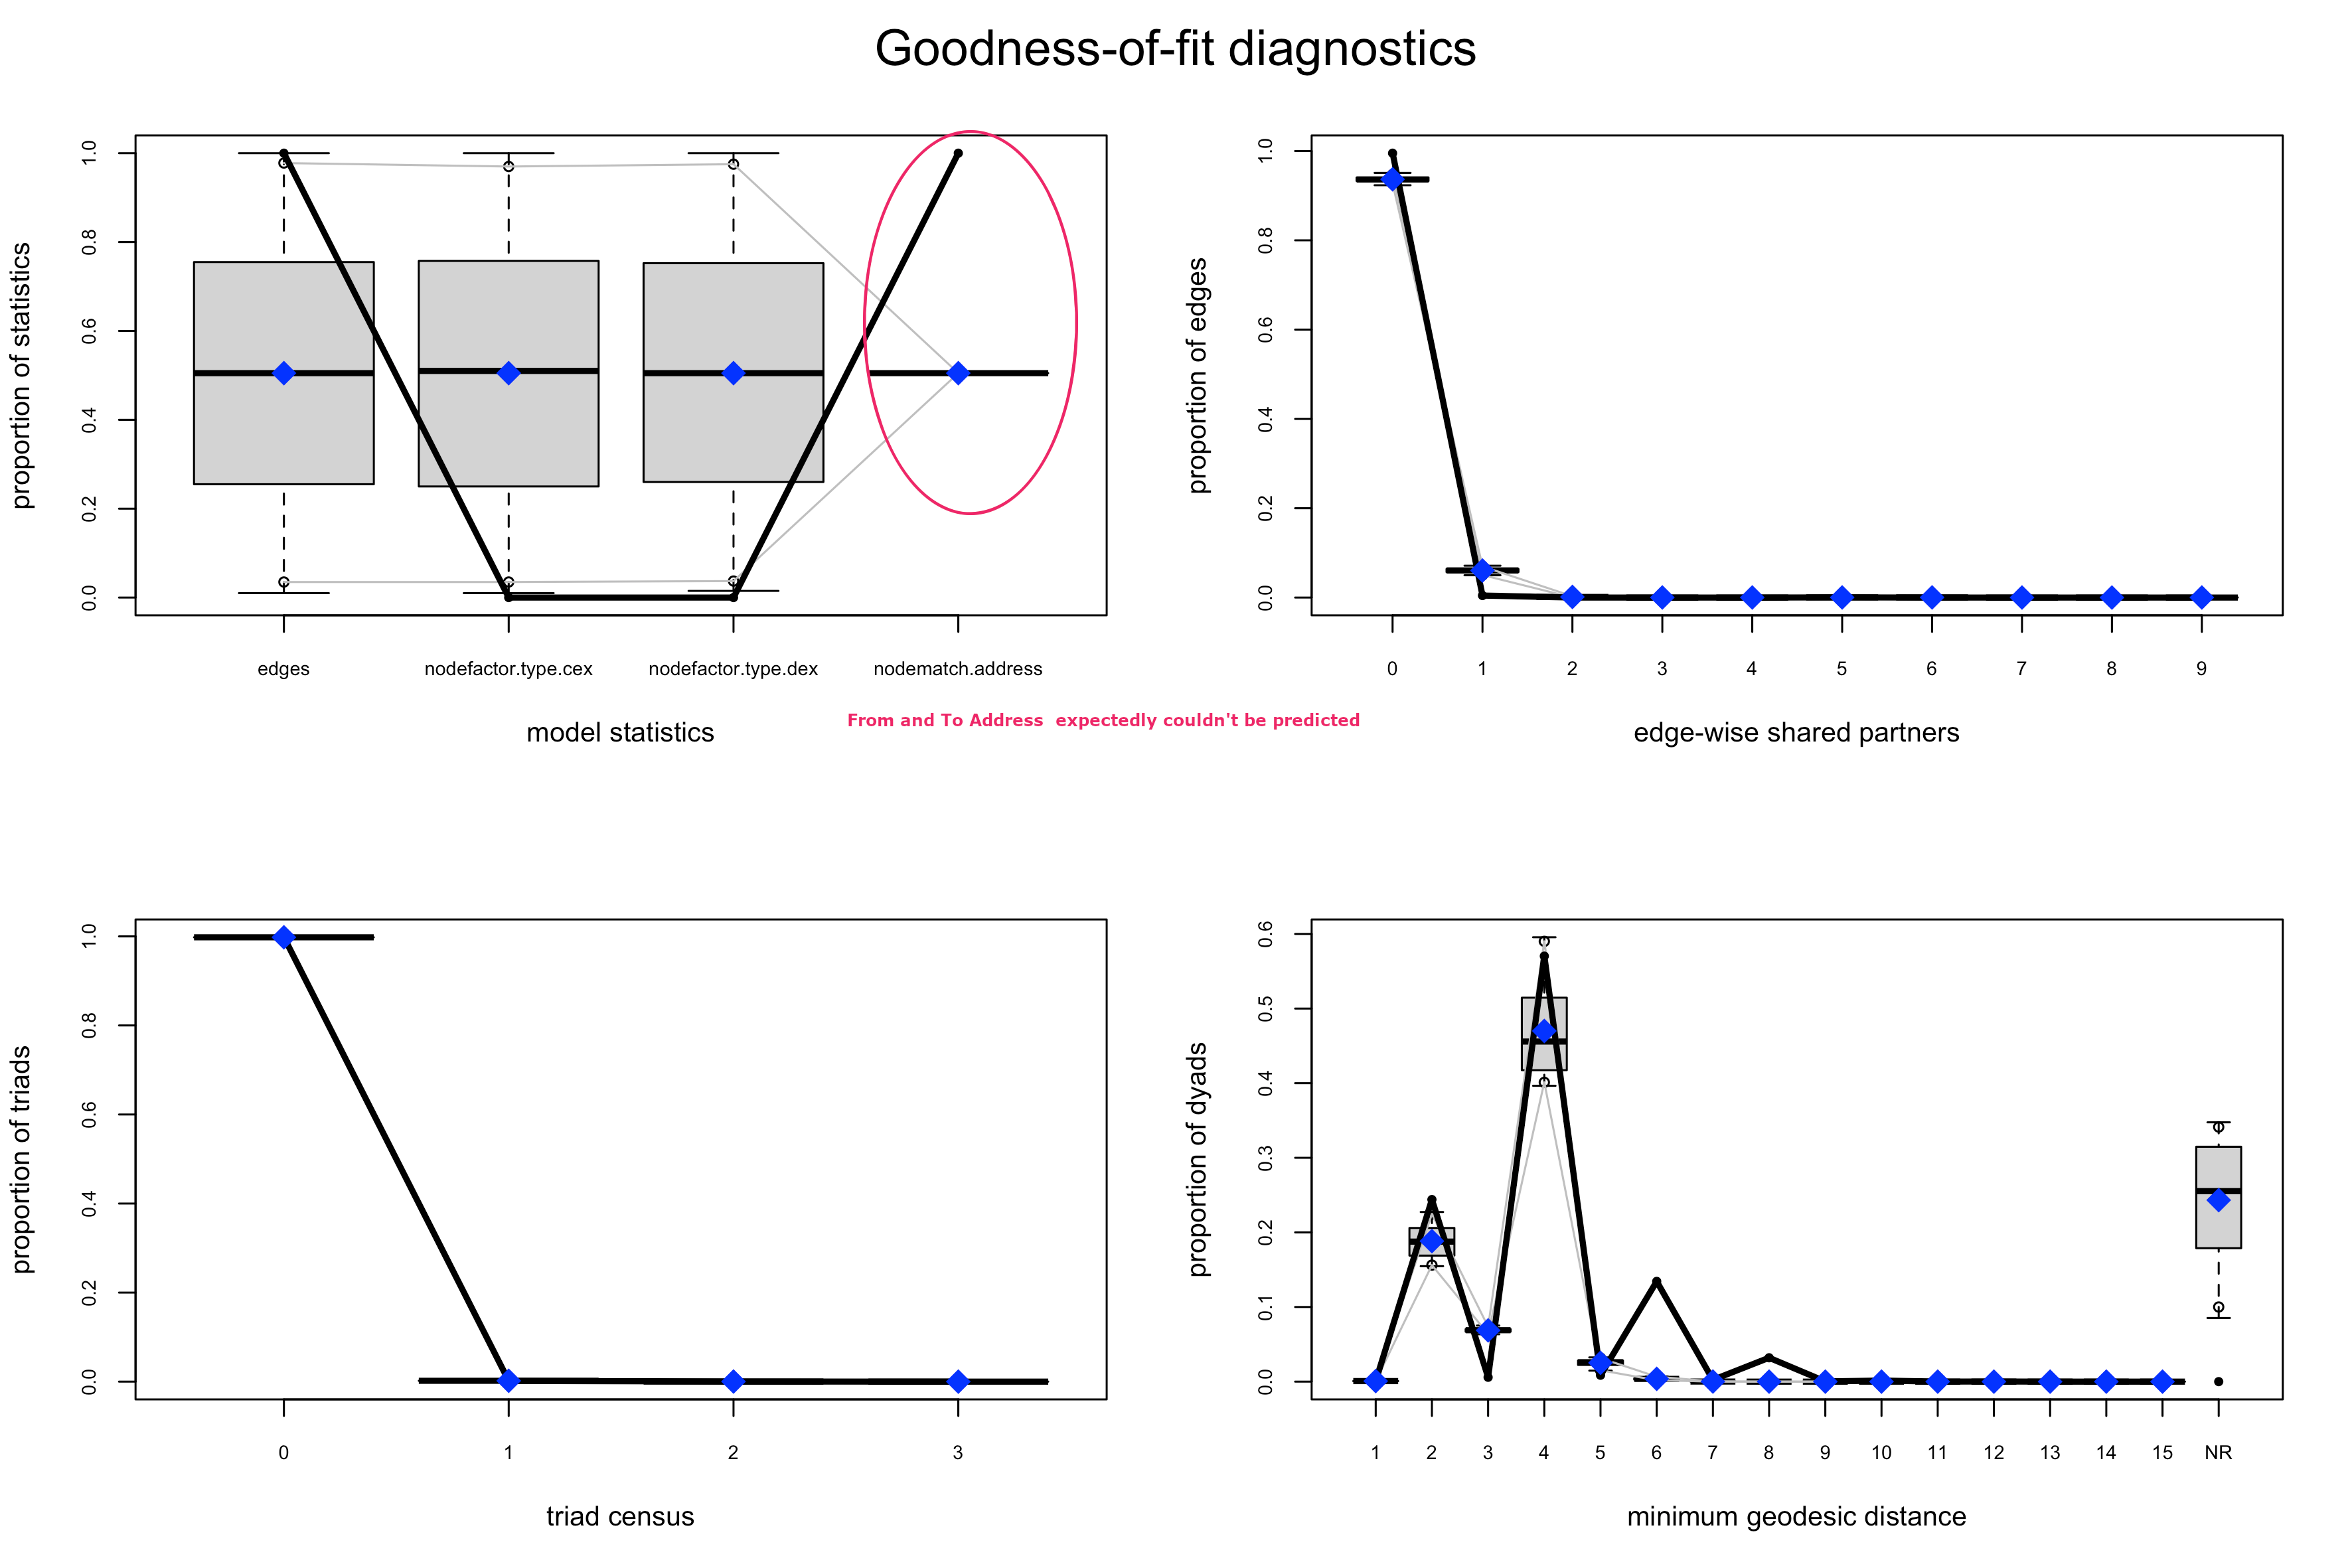 Goodness-of-fit diagnostics
proportion of statistics
0.0 0.2 0.4 0.6 0.8 1.0
edges nodefactor.type.cex nodefactor.type.dex nodematch.address
model statistics
From and To Address  expectedly couldn't be predicted
proportion of edges
0.0 0.2 0.4 0.6 0.8 1.0
0 1 2 3 4 5 6 7 8 9
edge-wise shared partners
proportion of triads
0.0 0.2 0.4 0.6 0.8 1.0
0 1 2 3
triad census
proportion of dyads
0.0 0.1 0.2 0.3 0.4 0.5 0.6
1 2 3 4 5 6 7 8 9 10 11 12 13 14 15 NR
minimum geodesic distance